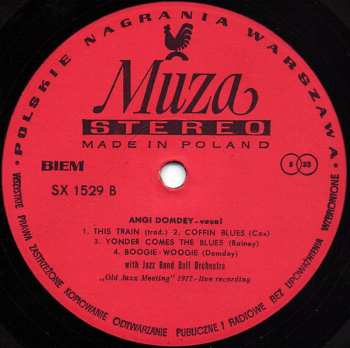 • POLSKIE NAGRANIA WARSZAWA •
Muza
STEREO
MADE IN POLAND
BIEM
33
SX 1529 B
ANGI DOMDEY-vocal
1. THIS TRAIN (trad.) 2. COFFIN BLUES (Cox)
3. YONDER COMES THE BLUES (Rainey)
4. BOOGIE-WOOGIE (Domdey)
with Jazz Band Ball Orchestra
„Old Jazz Meeting" 1977 - live recording
WSZELKIE PRAWA ZASTRZEŻONE KOPIOWANIE ODTWARZANIE PUBLICZNE I RADIOWE BEZ UPOWAŻNIENIA WZBRONIONE